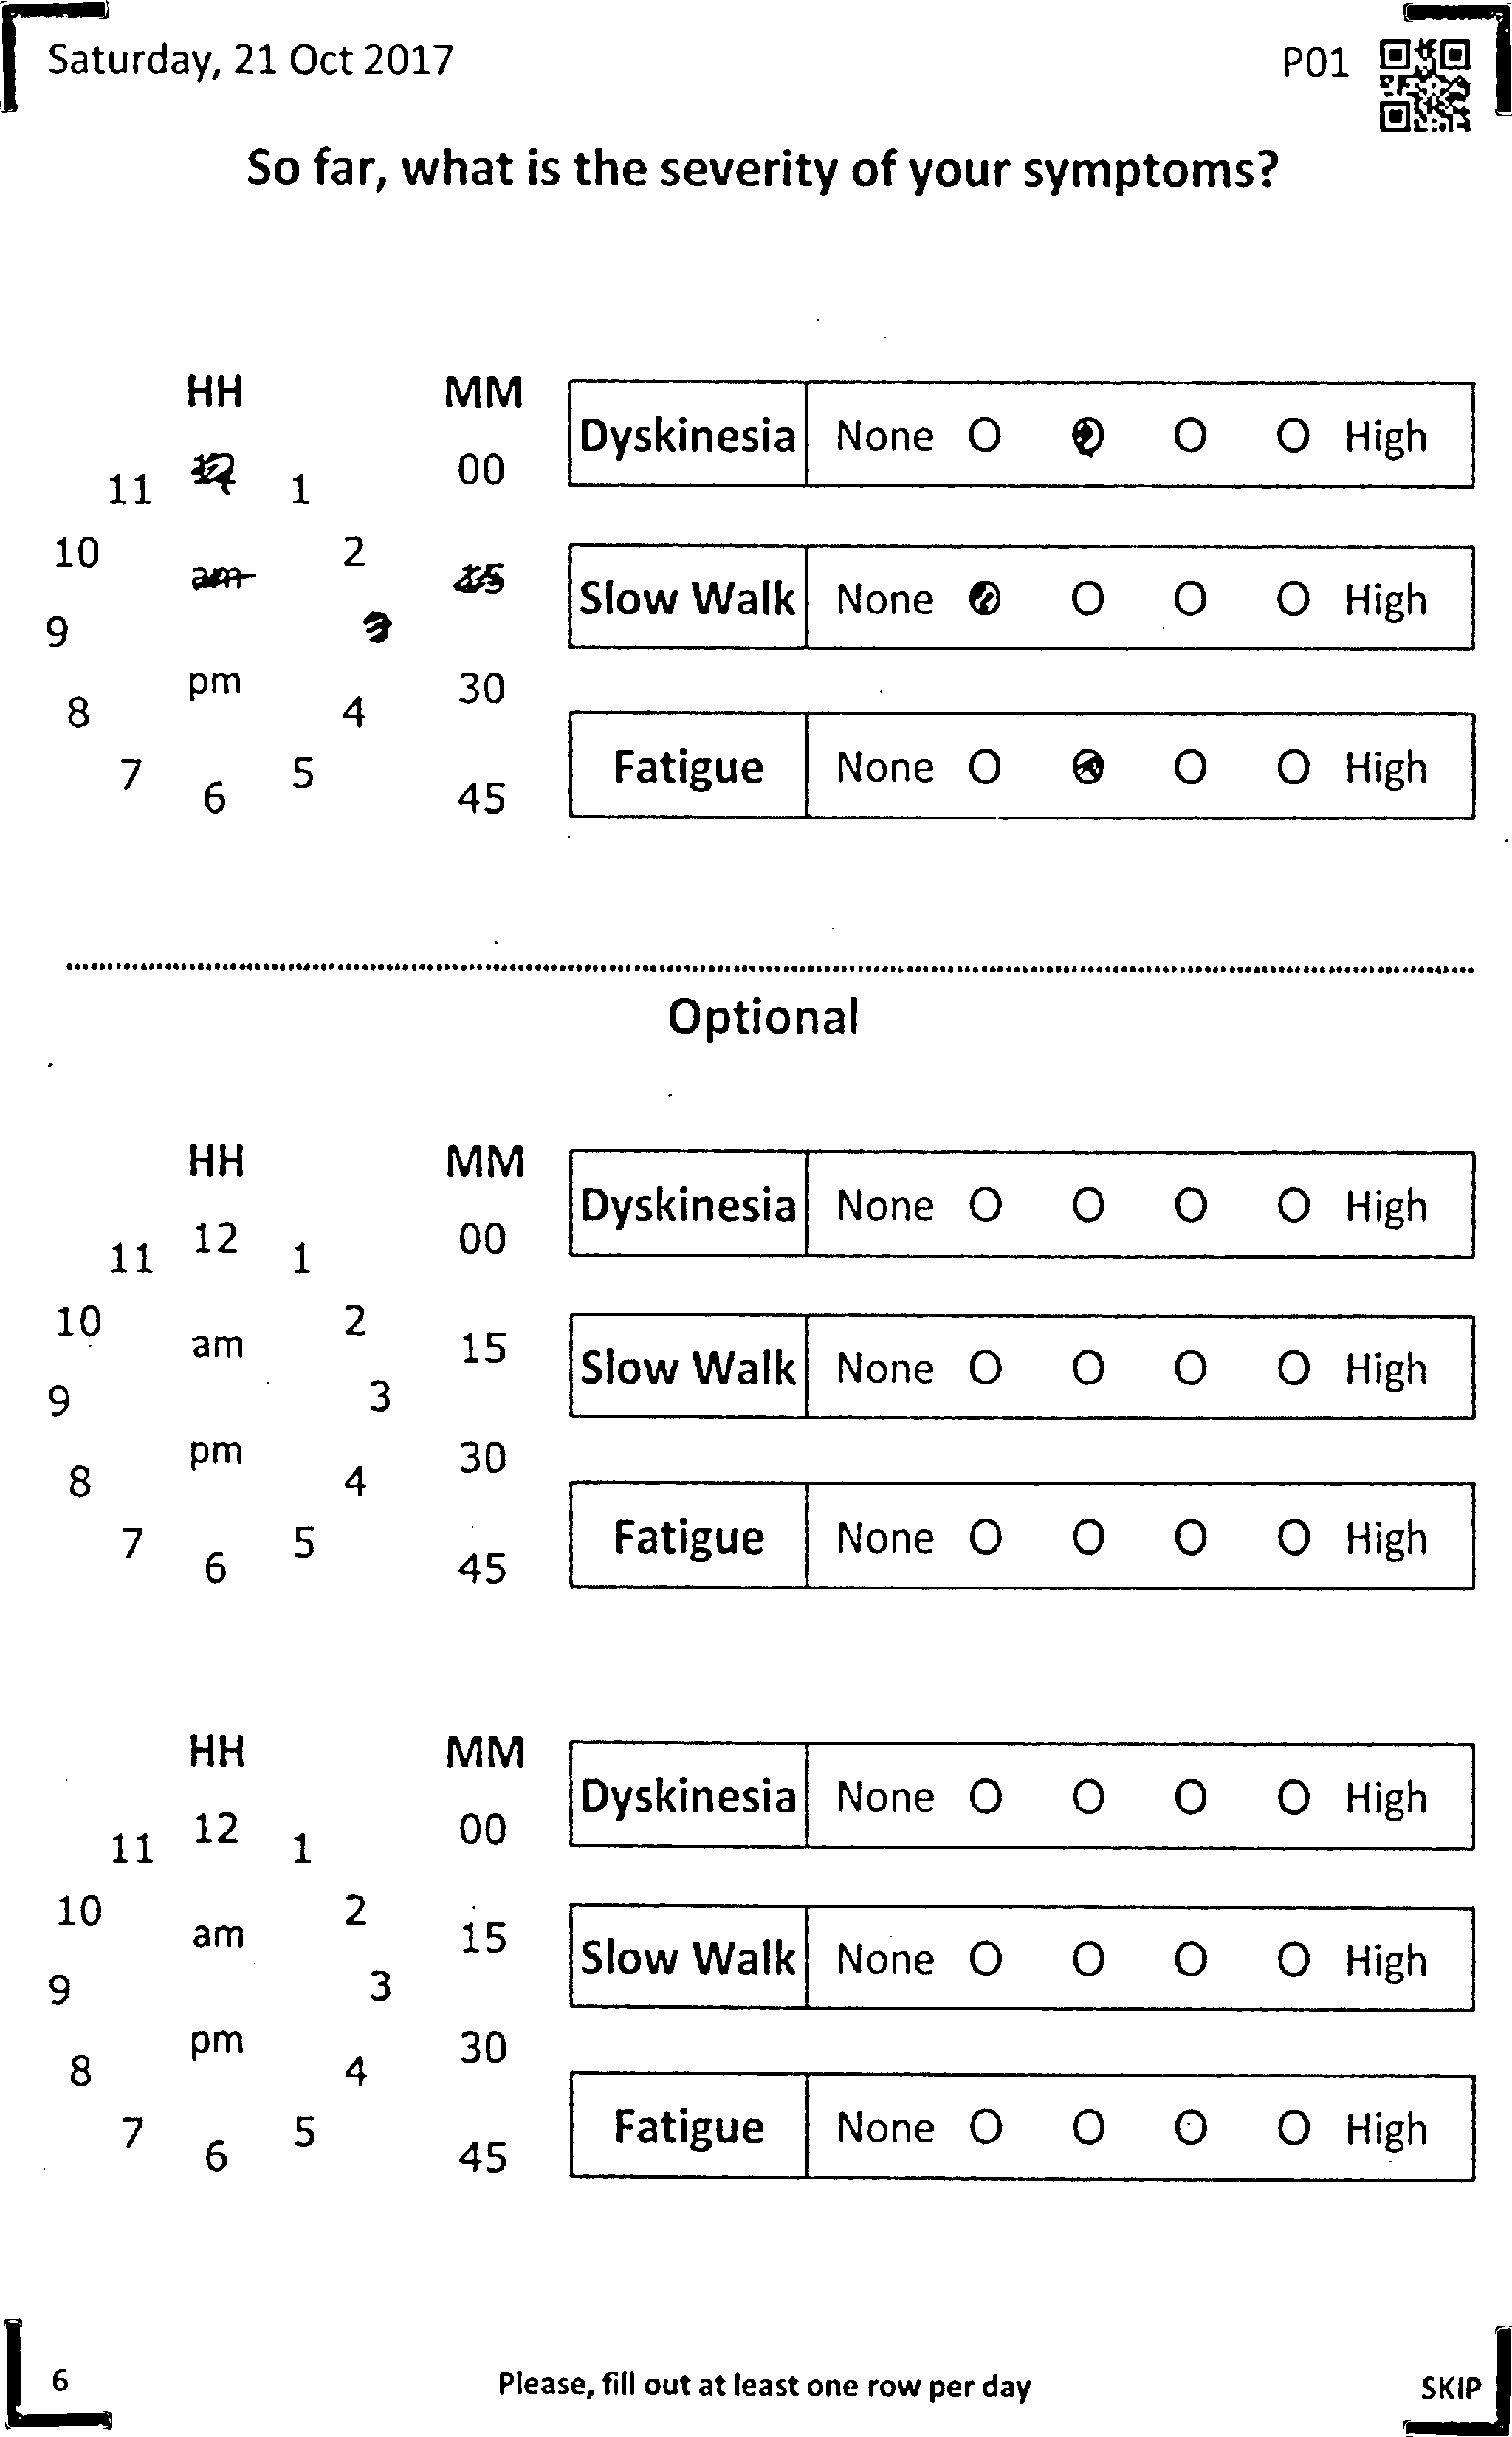 Saturday, 21 Oct 2017 P01
So far, what is the severity of your symptoms?
HH MM
12 00
11 1
10 2
am 15
9 3
pm 30
8 4
7 5
6 45
Dyskinesia None O O O O High
Slow Walk None O O O O High
Fatigue None O O O O High
Optional
HH MM
12 00
11 1
10 2
am 15
9 3
pm 30
8 4
7 5
6 45
Dyskinesia None O O O O High
Slow Walk None O O O O High
Fatigue None O O O O High
HH MM
12 00
11 1
10 2
am 15
9 3
pm 30
8 4
7 5
6 45
Dyskinesia None O O O O High
Slow Walk None O O O O High
Fatigue None O O O O High
6 Please, fill out at least one row per day SKIP